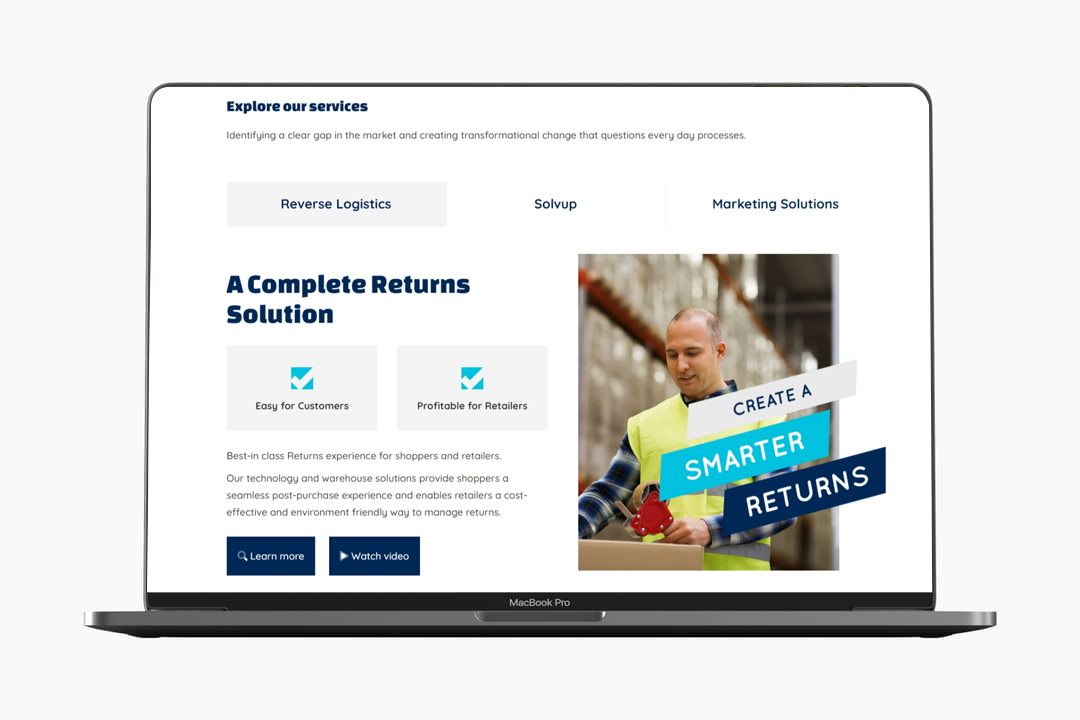 Explore our services
Identifying a clear gap in the market and creating transformational change that questions every day processes.
Reverse Logistics
Solvup
Marketing Solutions
A Complete Returns
Solution
Easy for Customers
Profitable for Retailers
Best-in class Returns experience for shoppers and retailers.
Our technology and warehouse solutions provide shoppers a
seamless post-purchase experience and enables retailers a cost-
effective and environment friendly way to manage returns.
Learn more
Watch video
CREATE A
SMARTER
RETURNS
MacBook Pro